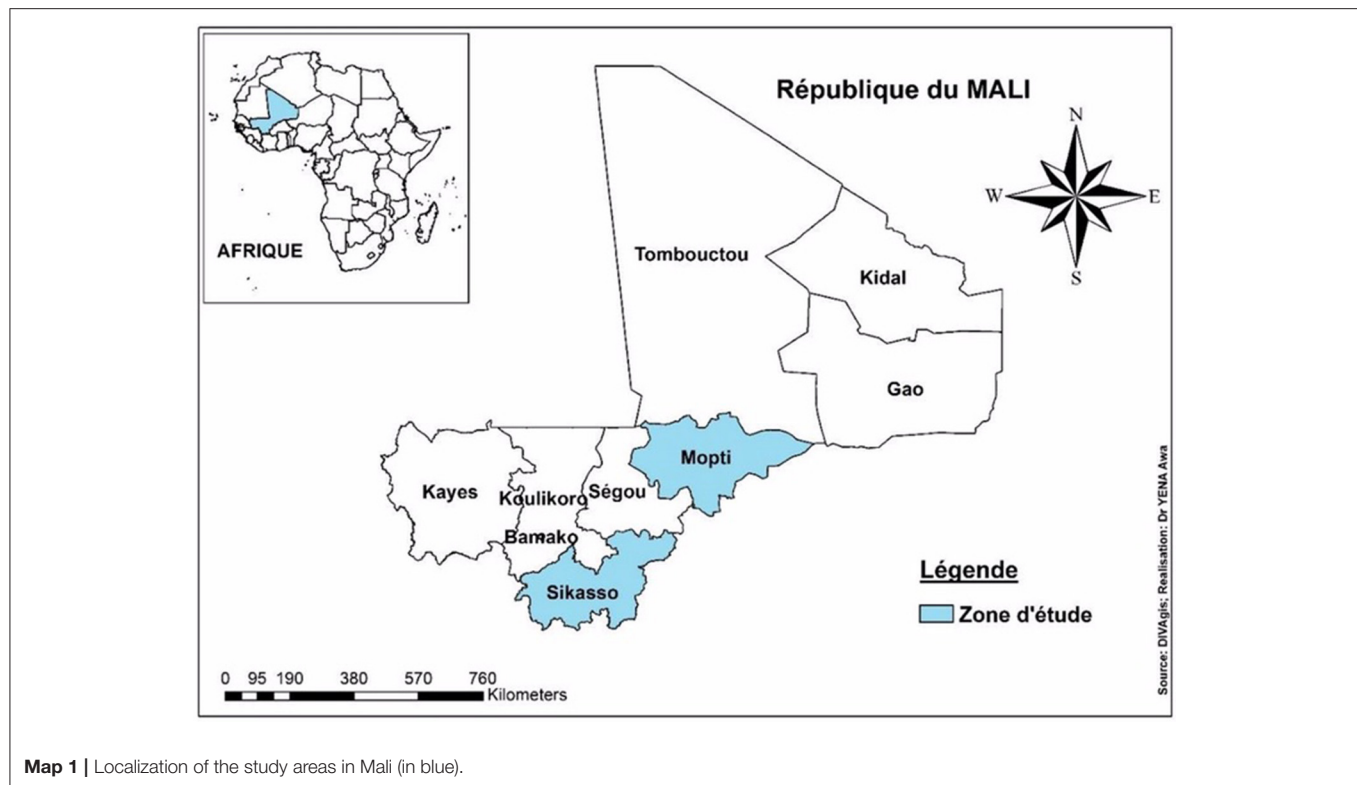 République du MALI
AFRIQUE
N
W
E
S
Tombouctou
Kidal
Gao
Mopti
Kayes
Koulikoro
Ségou
Bamako
Sikasso
Légende
Zone d'étude
0 95 190 380 570 760
Kilometers
Source: DIVAgis; Realisation: Dr YENA Awa
Map 1 | Localization of the study areas in Mali (in blue).